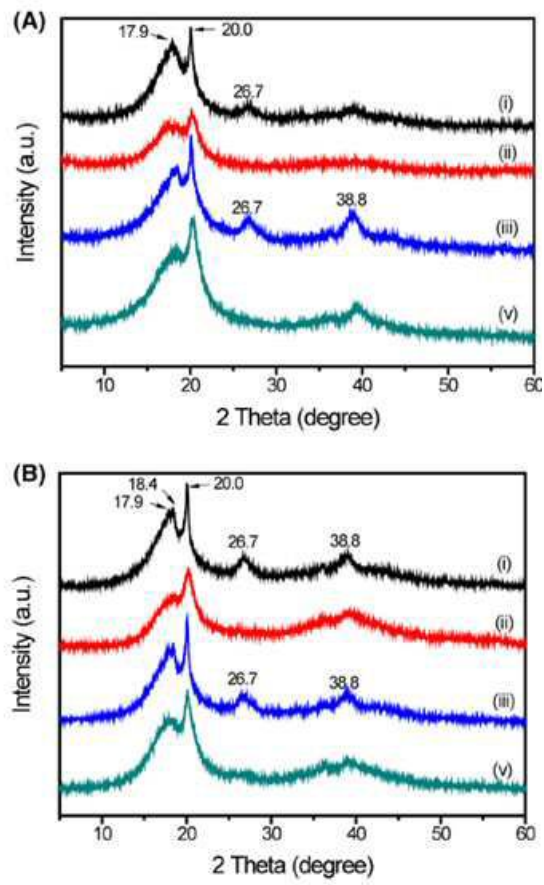 (A)
17.9
20.0
26.7
(i)
(ii)
26.7
38.8
(iii)
(v)
Intensity (a.u.)
10 20 30 40 50 60
2 Theta (degree)
(B)
18.4
17.9
20.0
26.7
38.8
(i)
(ii)
26.7
38.8
(iii)
(v)
Intensity (a.u.)
10 20 30 40 50 60
2 Theta (degree)